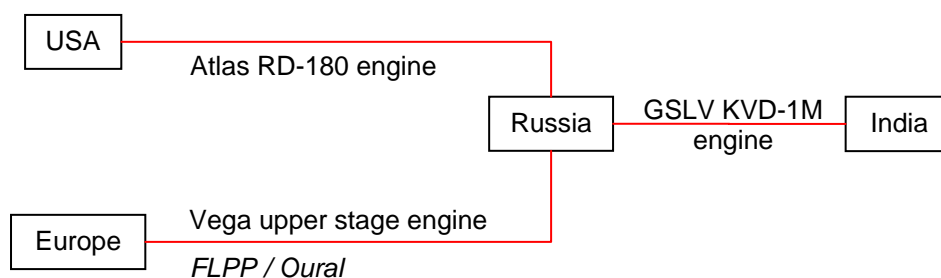 USA
Atlas RD-180 engine
Russia
GSLV KVD-1M
engine
India
Vega upper stage engine
Europe
FLPP / Oural